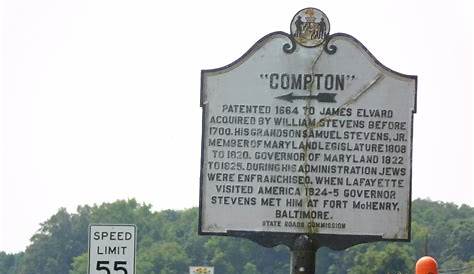 "COMPTON"
PATENTED 1664 TO JAMES ELVARD
ACQUIRED BY WILLIAM STEVENS BEFORE
1700. HIS GRANDSON SAMUEL STEVENS, JR.
MEMBER OF MARYLAND LEGISLATURE 1808
TO 1820. GOVERNOR OF MARYLAND 1822
TO 1825. DURING HIS ADMINISTRATION JEWS
WERE ENFRANCHISED. WHEN LAFAYETTE
VISITED AMERICA 1824-5 GOVERNOR
STEVENS MET HIM AT FORT McHENRY,
BALTIMORE.
STATE ROADS COMMISSION
SPEED
LIMIT
55